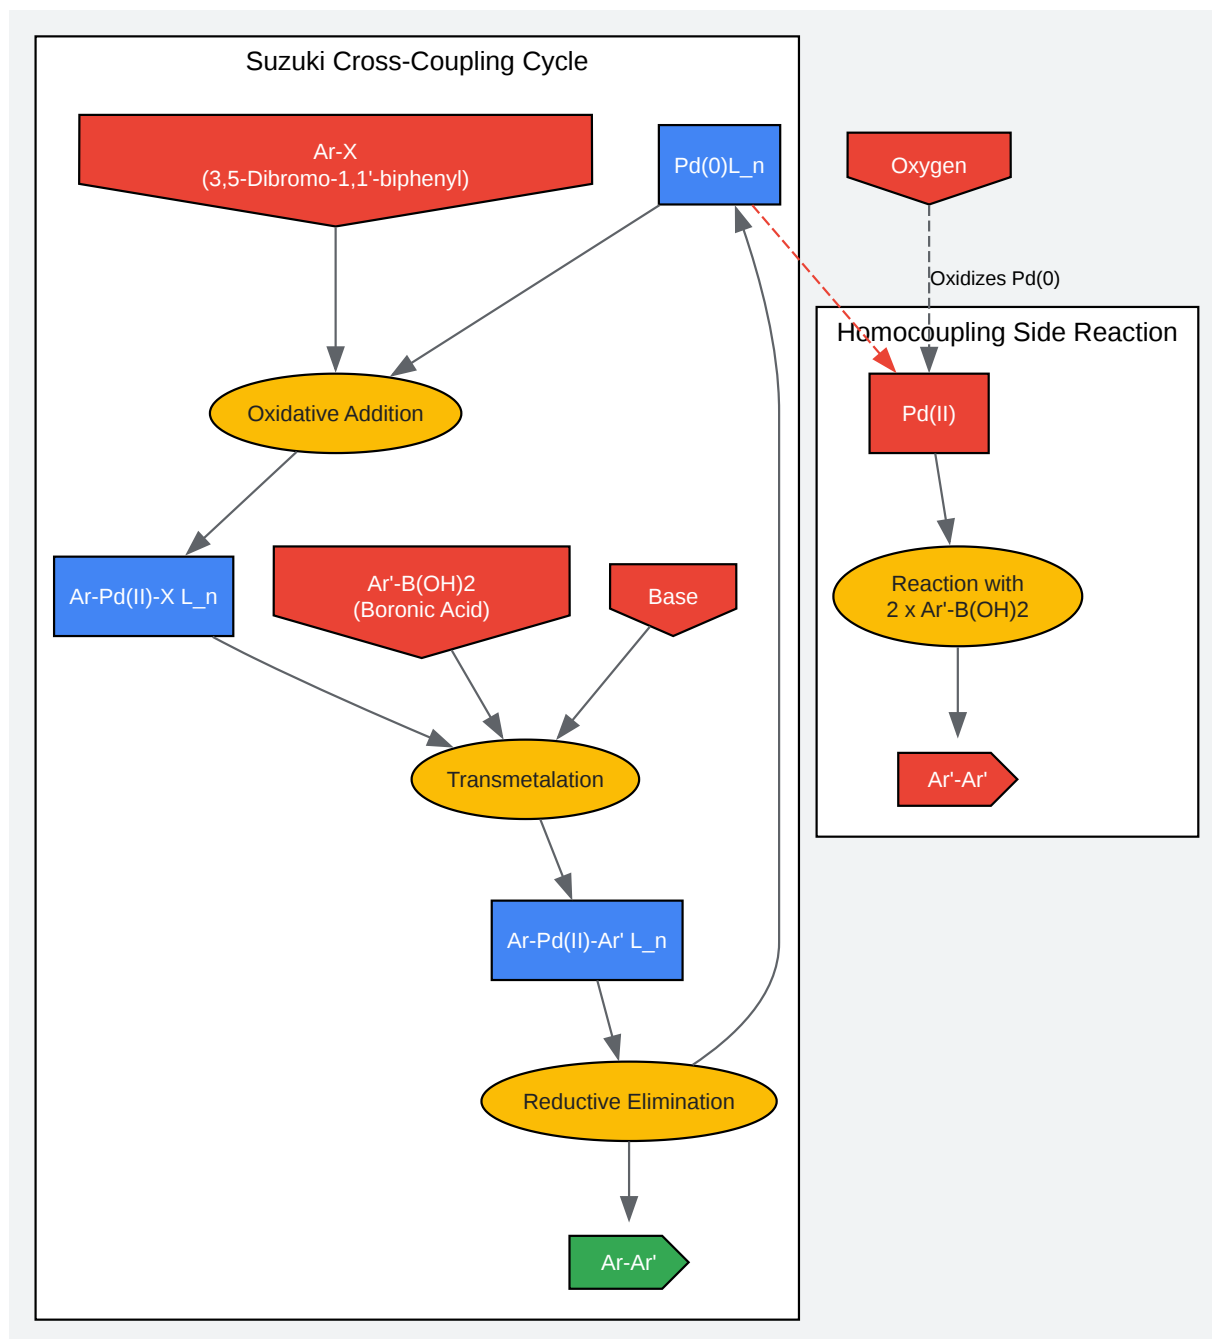 Suzuki Cross-Coupling Cycle
Ar-X
(3,5-Dibromo-1,1'-biphenyl)
Pd(0)L_n
Oxygen
Oxidizes Pd(0)
Homocoupling Side Reaction
Oxidative Addition
Pd(II)
Ar-Pd(II)-X L_n
Ar'-B(OH)2
(Boronic Acid)
Base
Reaction with
2 x Ar'-B(OH)2
Transmetalation
Ar'-Ar'
Ar-Pd(II)-Ar' L_n
Reductive Elimination
Ar-Ar'